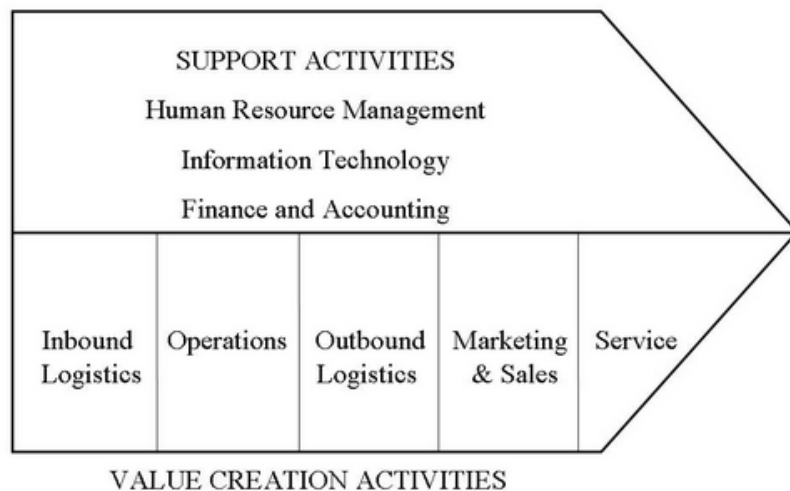 SUPPORT ACTIVITIES
Human Resource Management
Information Technology
Finance and Accounting
Inbound
Logistics
Operations
Outbound
Logistics
Marketing
& Sales
Service
VALUE CREATION ACTIVITIES